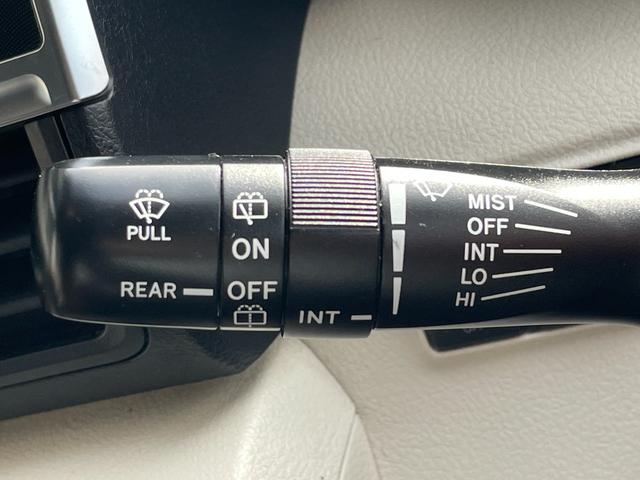 PULL
REAR
ON
OFF
INT
MIST
OFF
INT
LO
HI